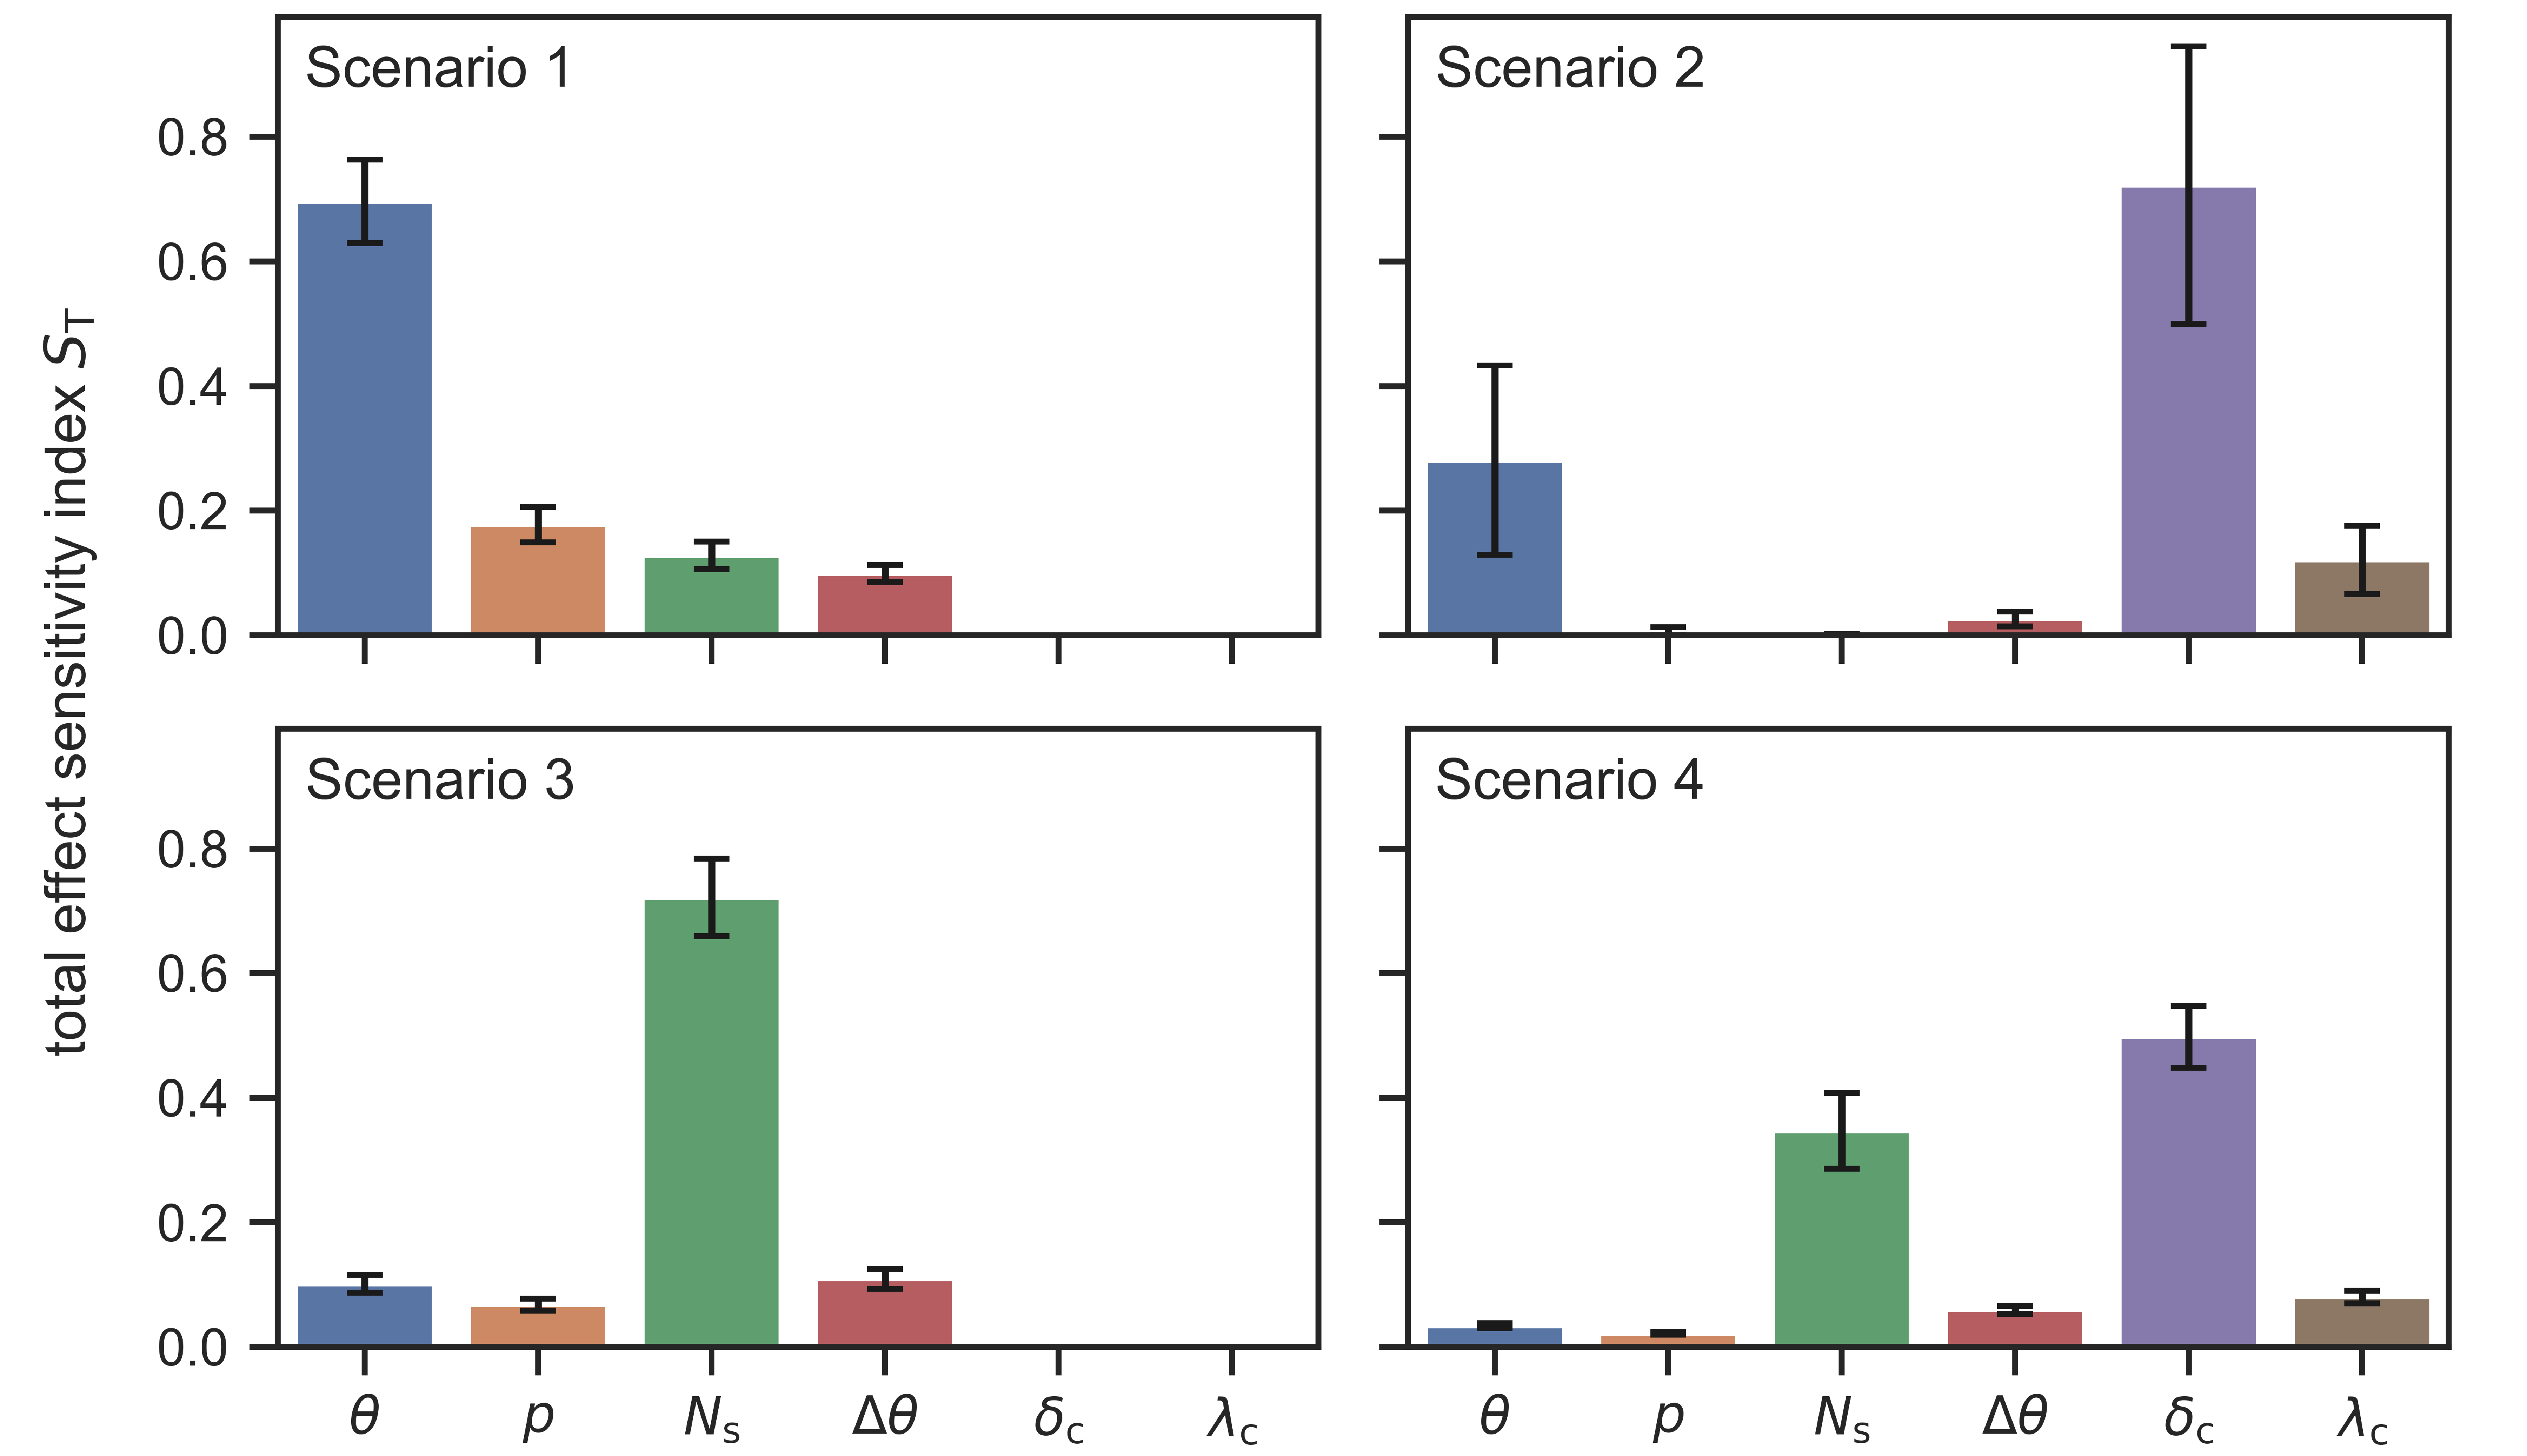 total effect sensitivity index S_T
Scenario 1
0.8
0.6
0.4
0.2
0.0
Scenario 2
Scenario 3
0.8
0.6
0.4
0.2
0.0
θ p N_s Δθ δ_c λ_c
Scenario 4
θ p N_s Δθ δ_c λ_c